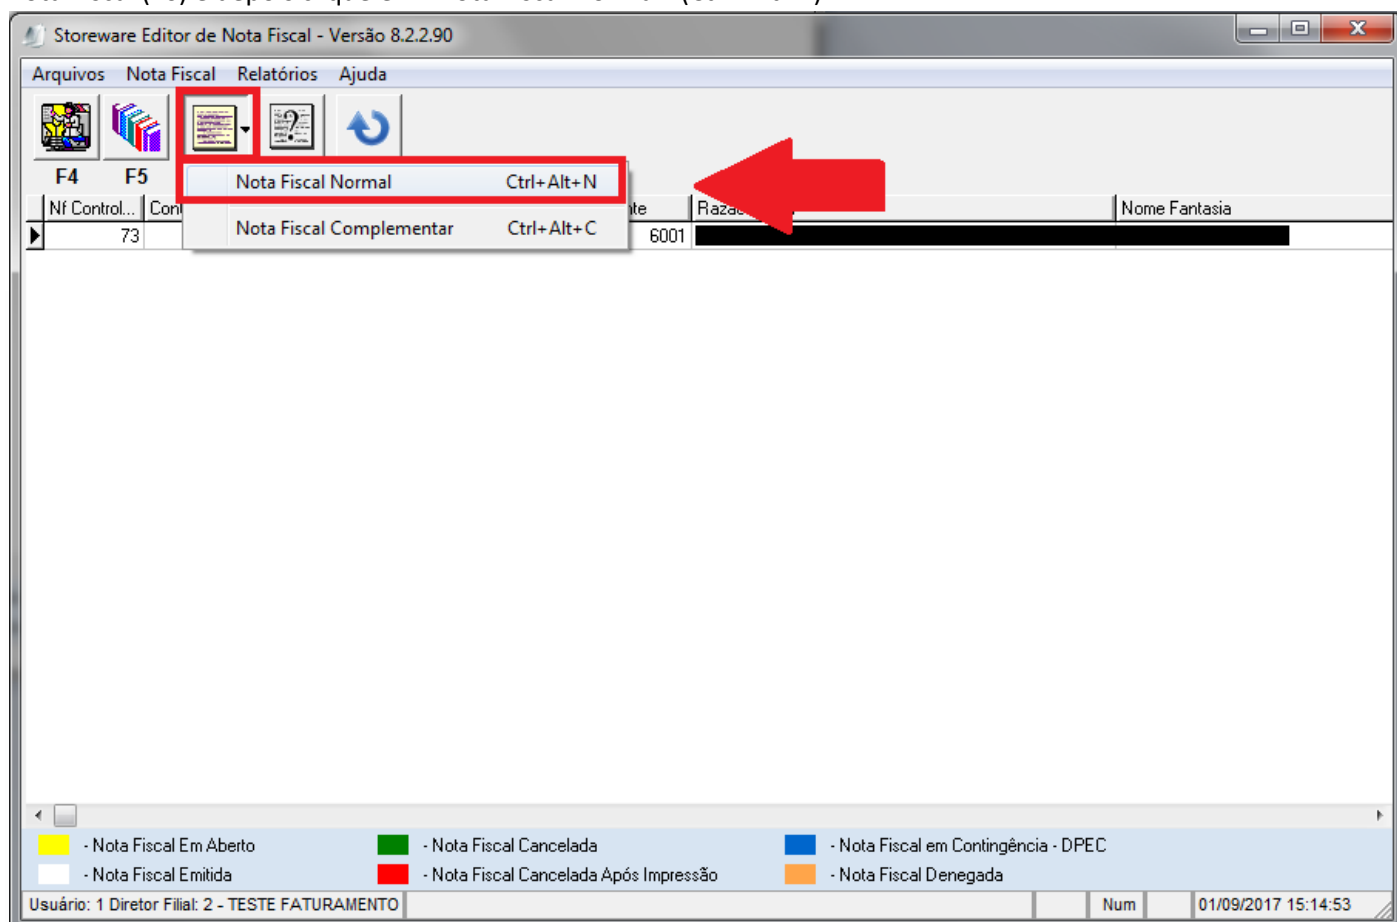 Storeware Editor de Nota Fiscal - Versão 8.2.2.90
Arquivos Nota Fiscal Relatórios Ajuda
F4 F5
Nota Fiscal Normal Ctrl+Alt+N
Nf Control... Nome Fantasia
Nota Fiscal Complementar Ctrl+Alt+C
73 6001
- Nota Fiscal Em Aberto - Nota Fiscal Cancelada - Nota Fiscal em Contingência - DPEC
- Nota Fiscal Emitida - Nota Fiscal Cancelada Após Impressão - Nota Fiscal Denegada
Usuário: 1 Diretor Filial: 2 - TESTE FATURAMENTO Num 01/09/2017 15:14:53